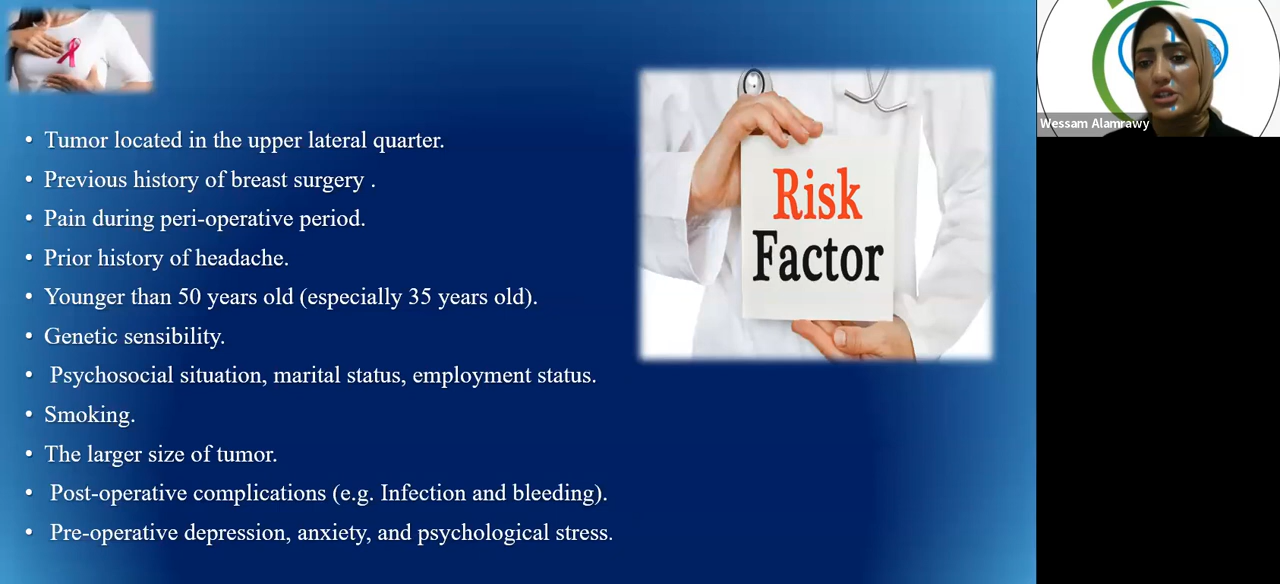 • Tumor located in the upper lateral quarter.
• Previous history of breast surgery .
• Pain during peri-operative period.
• Prior history of headache.
• Younger than 50 years old (especially 35 years old).
• Genetic sensibility.
• Psychosocial situation, marital status, employment status.
• Smoking.
• The larger size of tumor.
• Post-operative complications (e.g. Infection and bleeding).
• Pre-operative depression, anxiety, and psychological stress.
Risk
Factor
Wessam Alamrawy